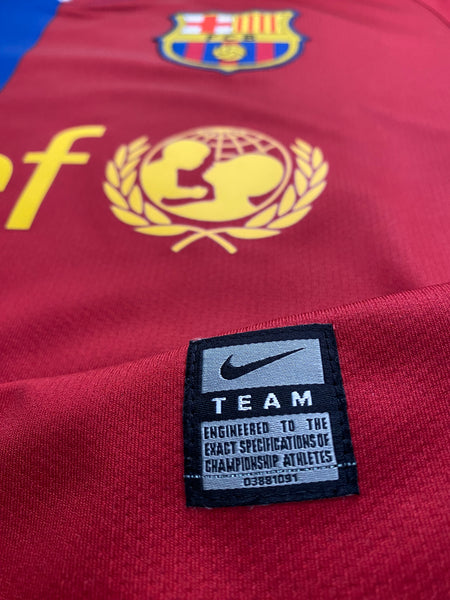 FCB
ef
TEAM
ENGINEERED TO THE
EXACT SPECIFICATIONS OF
CHAMPIONSHIP ATHLETES
03881091